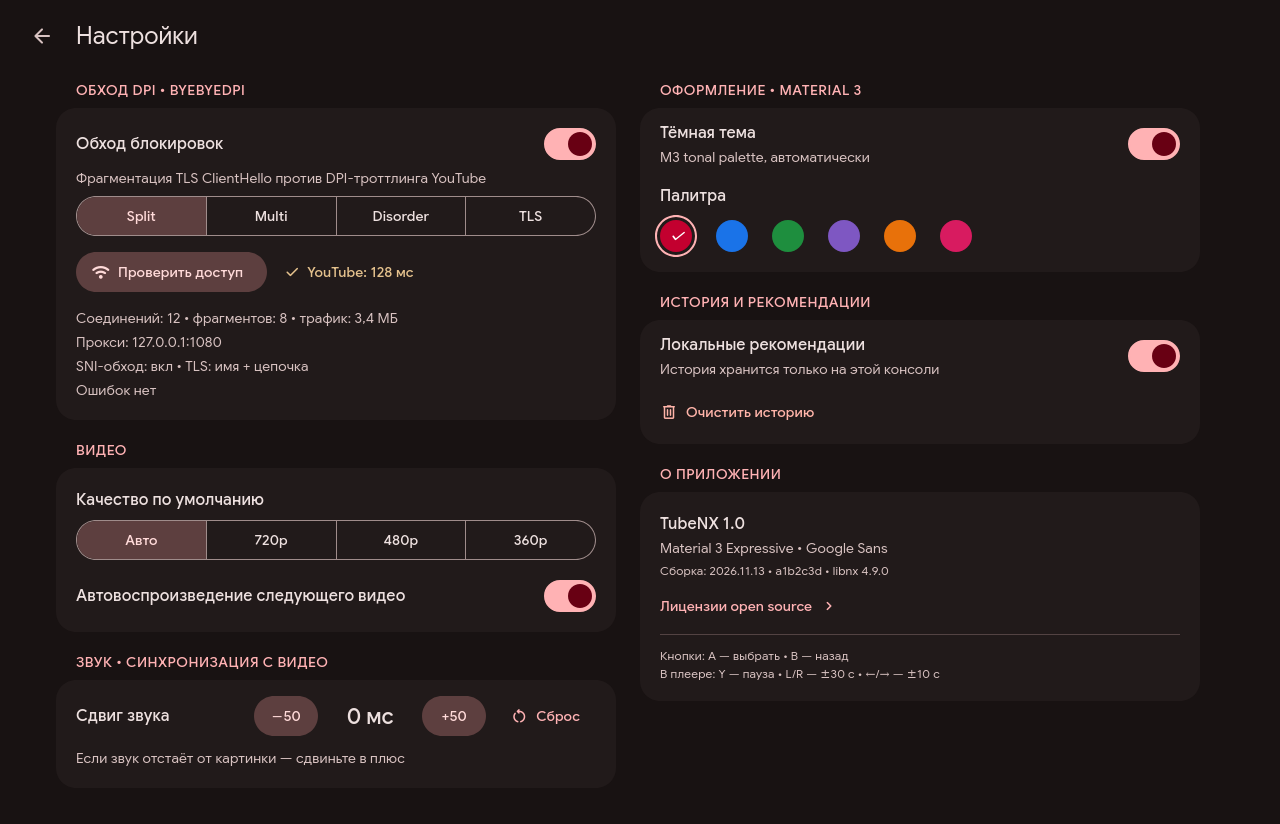 Настройки
ОБХОД DPI • BYEBYEDPI
Обход блокировок
Фрагментация TLS ClientHello против DPI-троттлинга YouTube
Split Multi Disorder TLS
Проверить доступ YouTube: 128 мс
Соединений: 12 • фрагментов: 8 • трафик: 3,4 МБ
Прокси: 127.0.0.1:1080
SNI-обход: вкл • TLS: имя + цепочка
Ошибок нет
ВИДЕО
Качество по умолчанию
Авто 720p 480p 360p
Автовоспроизведение следующего видео
ЗВУК • СИНХРОНИЗАЦИЯ С ВИДЕО
Сдвиг звука −50 0 мс +50 Сброс
Если звук отстаёт от картинки — сдвиньте в плюс
ОФОРМЛЕНИЕ • MATERIAL 3
Тёмная тема
M3 tonal palette, автоматически
Палитра
ИСТОРИЯ И РЕКОМЕНДАЦИИ
Локальные рекомендации
История хранится только на этой консоли
Очистить историю
О ПРИЛОЖЕНИИ
TubeNX 1.0
Material 3 Expressive • Google Sans
Сборка: 2026.11.13 • a1b2c3d • libnx 4.9.0
Лицензии open source
Кнопки: A — выбрать • B — назад
В плеере: Y — пауза • L/R — ±30 с • ←/→ — ±10 с